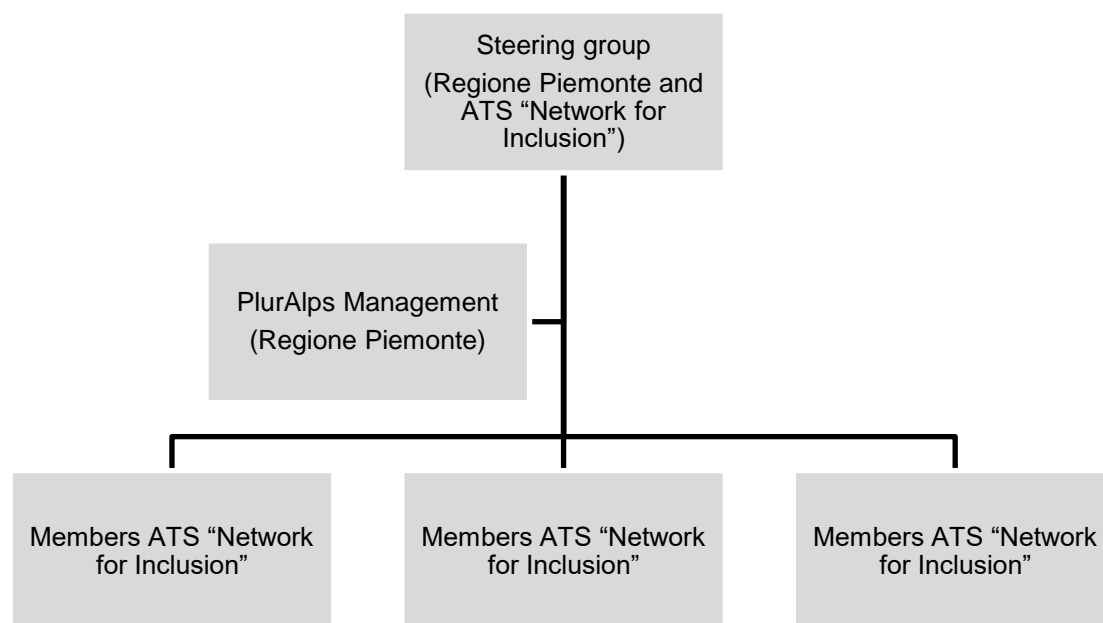 Steering group
(Regione Piemonte and
ATS “Network for
Inclusion”)
PlurAlps Management
(Regione Piemonte)
Members ATS “Network
for Inclusion”
Members ATS “Network
for Inclusion”
Members ATS “Network
for Inclusion”